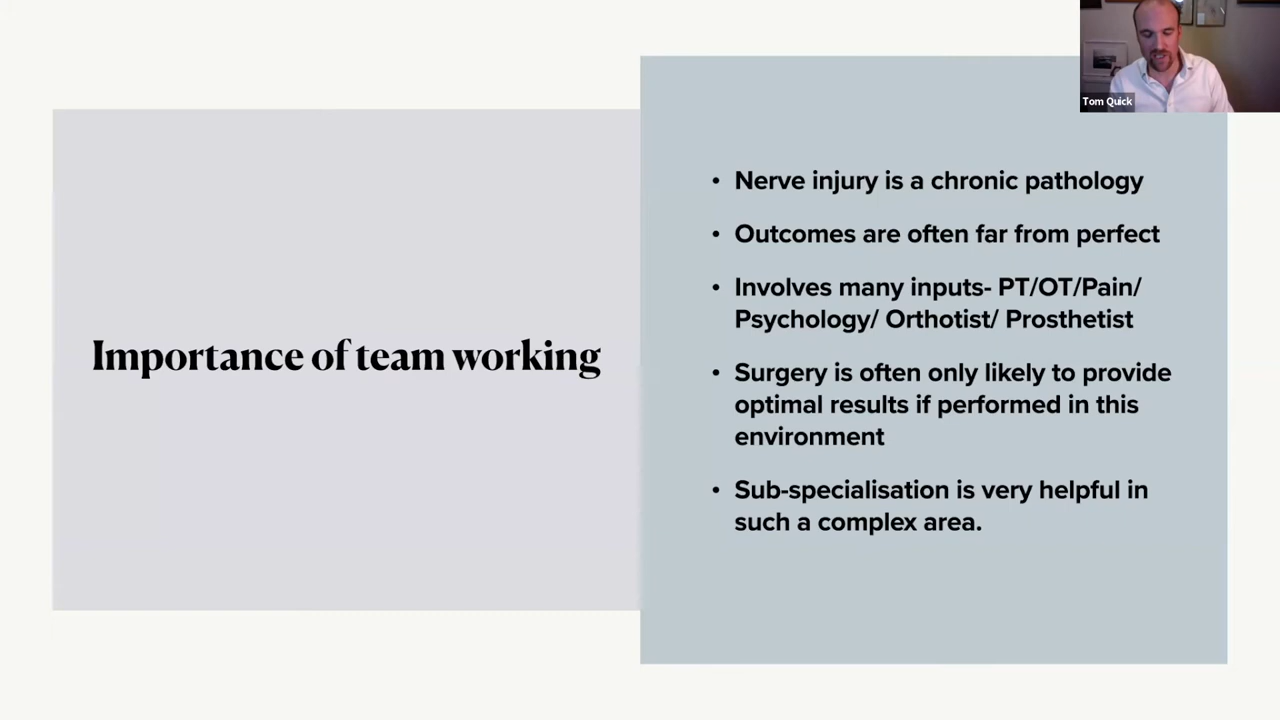 Tom Quick
Importance of team working
• Nerve injury is a chronic pathology
• Outcomes are often far from perfect
• Involves many inputs- PT/OT/Pain/
Psychology/ Orthotist/ Prosthetist
• Surgery is often only likely to provide
optimal results if performed in this
environment
• Sub-specialisation is very helpful in
such a complex area.